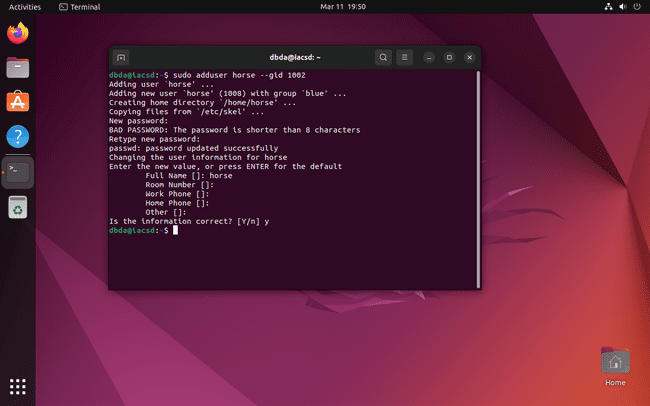 Activities
Terminal
Mar 11 19:50
dbda@iacsd: ~
dbda@iacsd:~$ sudo adduser horse --gid 1002
Adding user `horse' ...
Adding new user `horse' (1008) with group `blue' ...
Creating home directory `/home/horse' ...
Copying files from `/etc/skel' ...
New password:
BAD PASSWORD: The password is shorter than 8 characters
Retype new password:
passwd: password updated successfully
Changing the user information for horse
Enter the new value, or press ENTER for the default
Full Name []: horse
Room Number []:
Work Phone []:
Home Phone []:
Other []:
Is the information correct? [Y/n] y
dbda@iacsd:~$
Home